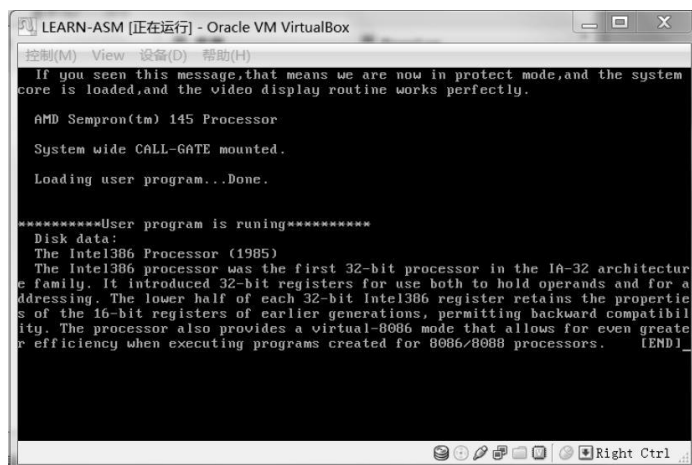 LEARN-ASM [正在运行] - Oracle VM VirtualBox
控制(M) View 设备(D) 帮助(H)
If you seen this message,that means we are now in protect mode,and the system
core is loaded,and the video display routine works perfectly.
AMD Sempron(tm) 145 Processor
System wide CALL-GATE mounted.
Loading user program...Done.
**********User program is runing**********
Disk data:
The Intel386 Processor (1985)
The Intel386 processor was the first 32-bit processor in the IA-32 architectur
e family. It introduced 32-bit registers for use both to hold operands and for a
ddressing. The lower half of each 32-bit Intel386 register retains the propertie
s of the 16-bit registers of earlier generations, permitting backward compatibil
ity. The processor also provides a virtual-8086 mode that allows for even greate
r efficiency when executing programs created for 8086/8088 processors. [END]_
Right Ctrl